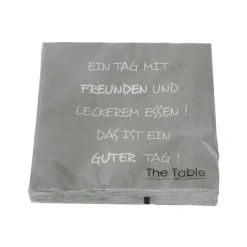 EIN TAG MIT
FREUNDEN UND
LECKEREM ESSEN !
DAS IST EIN
GUTER TAG !
The Table